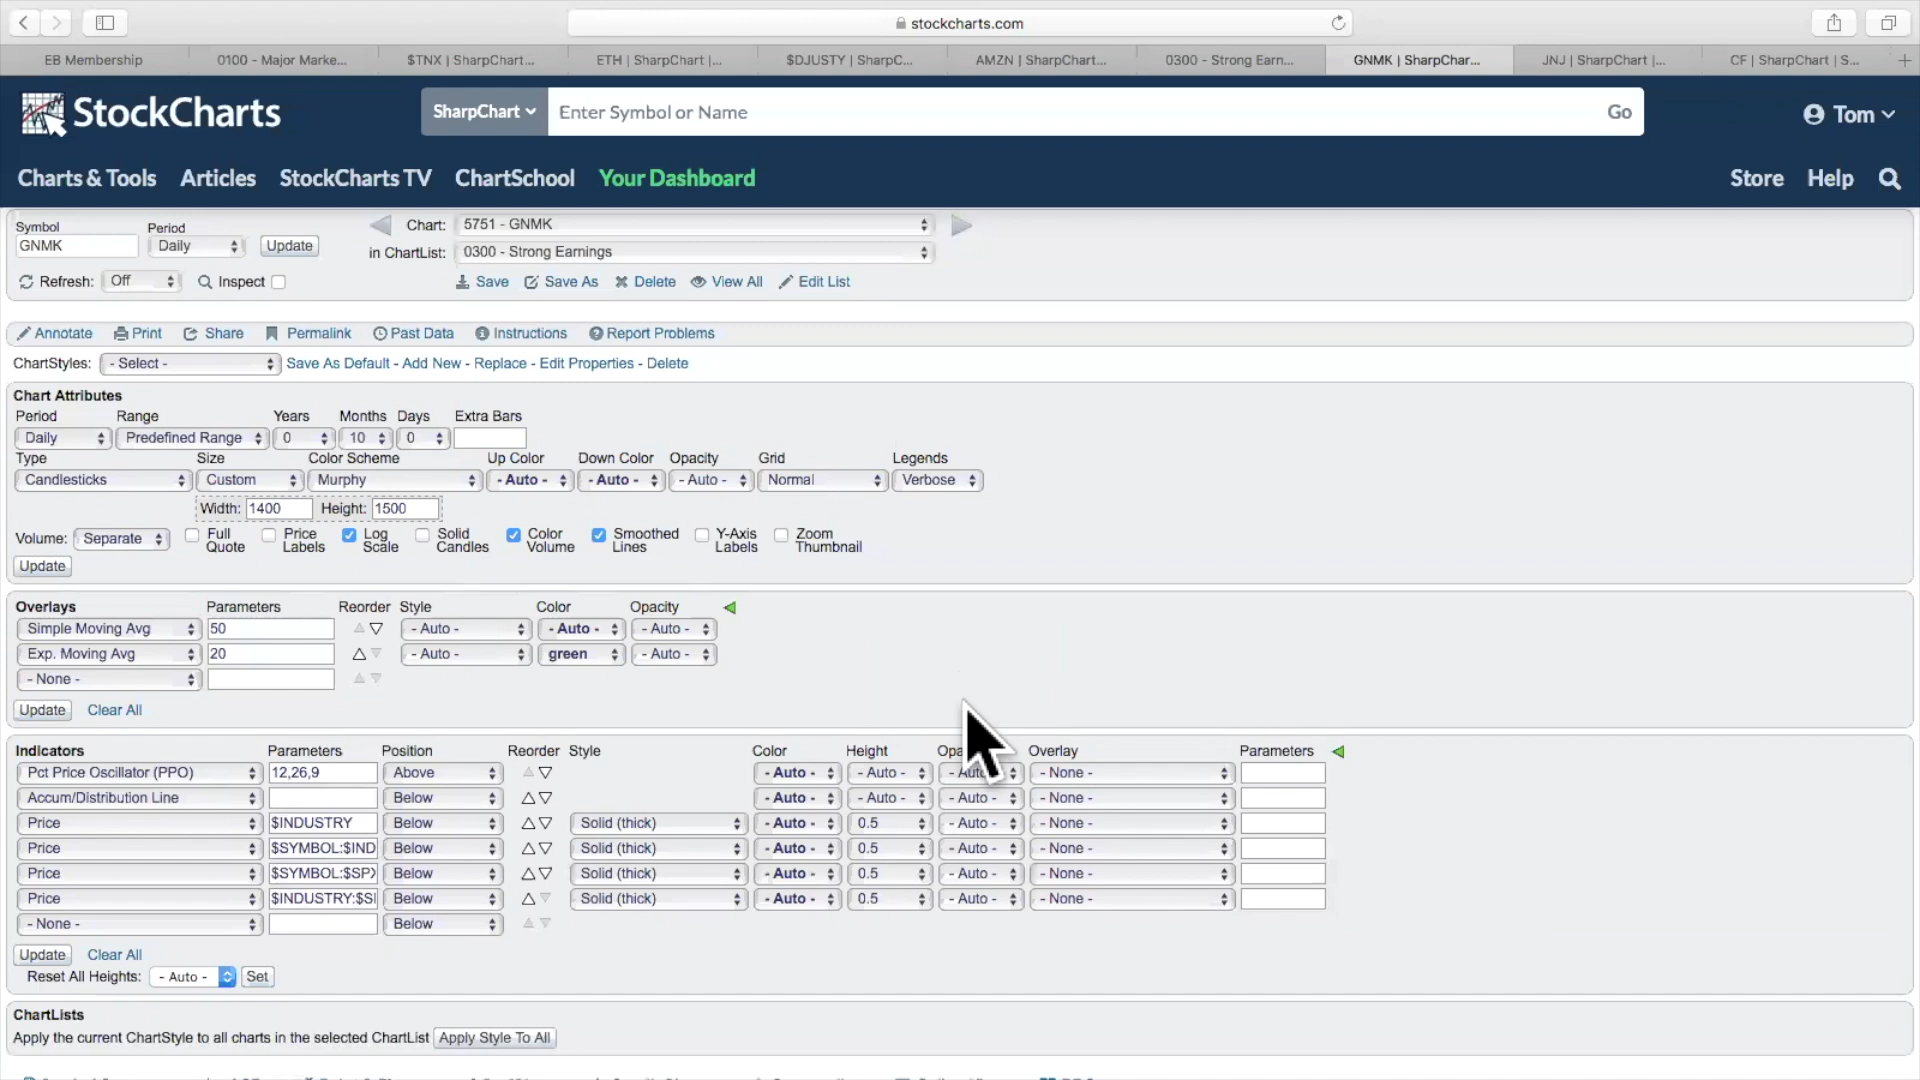 stockcharts.com
EB Membership 0100 - Major Marke... $TNX | SharpChart... ETH | SharpChart |... $DJUSTY | SharpC... AMZN | SharpChart... 0300 - Strong Earn... GNMK | SharpChar... JNJ | SharpChart |... CF | SharpChart | S...
StockCharts SharpChart Enter Symbol or Name Go Tom
Charts & Tools Articles StockCharts TV ChartSchool Your Dashboard Store Help
Symbol Period Chart: 5751 - GNMK
GNMK Daily Update in ChartList: 0300 - Strong Earnings
Refresh: Off Inspect Save Save As Delete View All Edit List
Annotate Print Share Permalink Past Data Instructions Report Problems
ChartStyles: - Select - Save As Default - Add New - Replace - Edit Properties - Delete
Chart Attributes
Period Range Years Months Days Extra Bars
Daily Predefined Range 0 10 0
Type Size Color Scheme Up Color Down Color Opacity Grid Legends
Candlesticks Custom Murphy - Auto - - Auto - - Auto - Normal Verbose
Width: 1400 Height: 1500
Volume: Separate Full Quote Price Labels Log Scale Solid Candles Color Volume Smoothed Lines Y-Axis Labels Zoom Thumbnail
Update
Overlays Parameters Reorder Style Color Opacity
Simple Moving Avg 50 - Auto - - Auto - - Auto -
Exp. Moving Avg 20 - Auto - green - Auto -
- None -
Update Clear All
Indicators Parameters Position Reorder Style Color Height Opa Overlay Parameters
Pct Price Oscillator (PPO) 12,26,9 Above - Auto - - Auto - - Auto - None -
Accum/Distribution Line Below - Auto - - Auto - - Auto - - None -
Price $INDUSTRY Below Solid (thick) - Auto - 0.5 - Auto - - None -
Price $SYMBOL:$IND Below Solid (thick) - Auto - 0.5 - Auto - - None -
Price $SYMBOL:$SPX Below Solid (thick) - Auto - 0.5 - Auto - - None -
Price $INDUSTRY:$S Below Solid (thick) - Auto - 0.5 - Auto - - None -
- None - Below
Update Clear All
Reset All Heights: - Auto - Set
ChartLists
Apply the current ChartStyle to all charts in the selected ChartList Apply Style To All